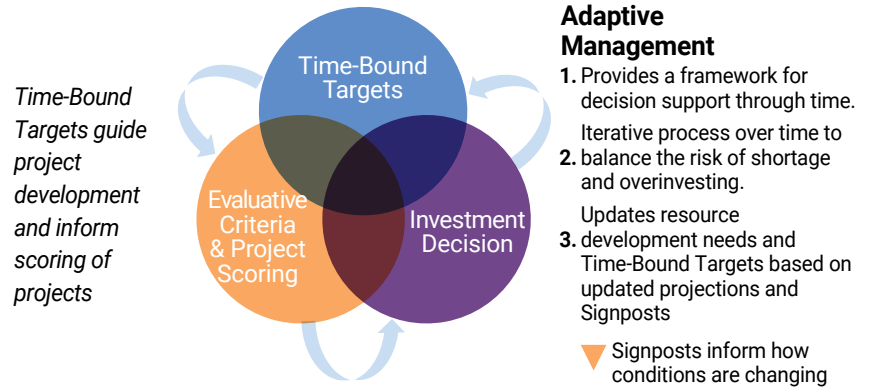 Time-Bound
Targets guide
project
development
and inform
scoring of
projects
Time-Bound
Targets
Evaluative
Criteria
& Project
Scoring
Investment
Decision
Adaptive
Management
1. Provides a framework for
decision support through time.
Iterative process over time to
2. balance the risk of shortage
and overinvesting.
Updates resource
3. development needs and
Time-Bound Targets based on
updated projections and
Signposts
Signposts inform how
conditions are changing